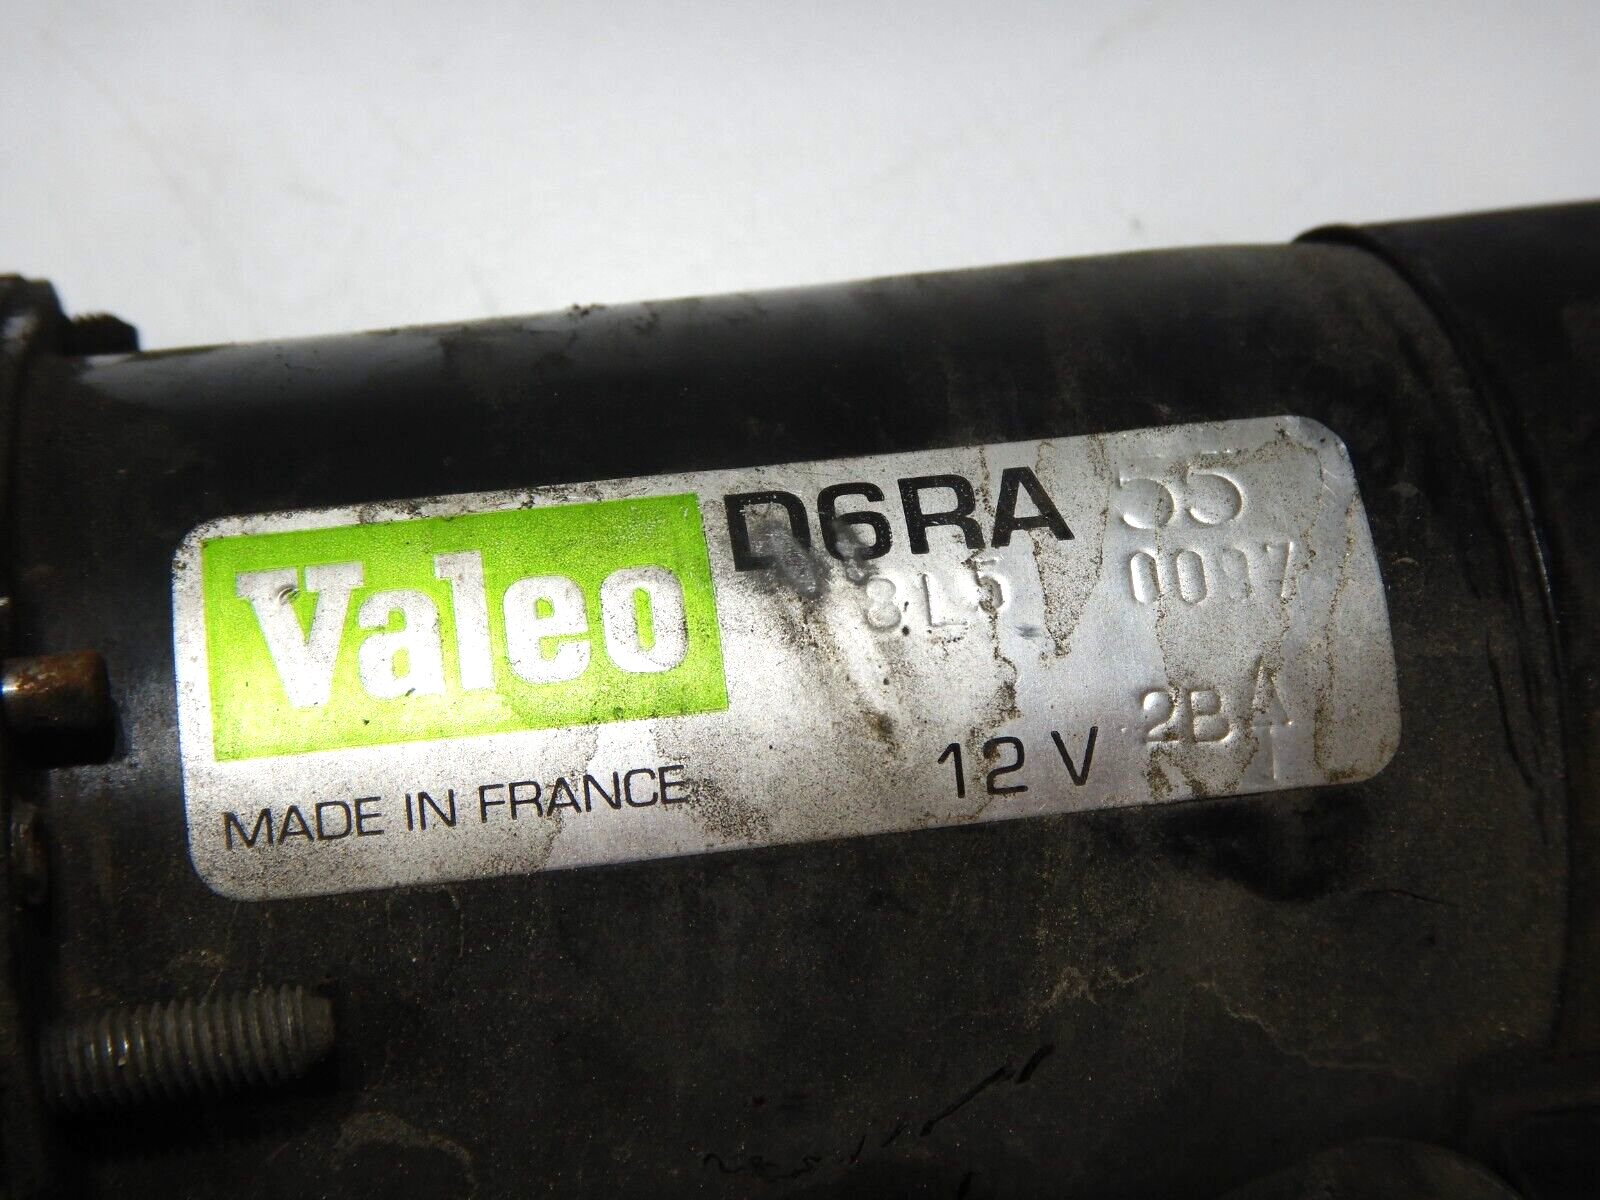 Valeo
D6RA 55
8L5 0097
12 V 2BA
MADE IN FRANCE